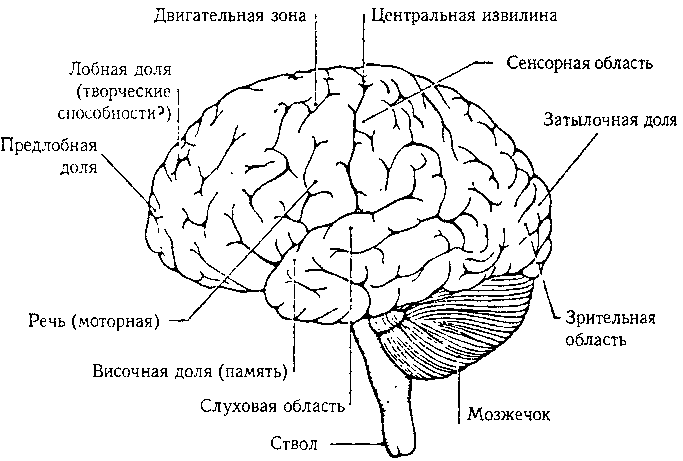 Двигательная зона
Центральная извилина
Лобная доля
(творческие
способности?)
Сенсорная область
Затылочная доля
Предлобная
доля
Речь (моторная)
Зрительная
область
Височная доля (память)
Слуховая область
Мозжечок
Ствол